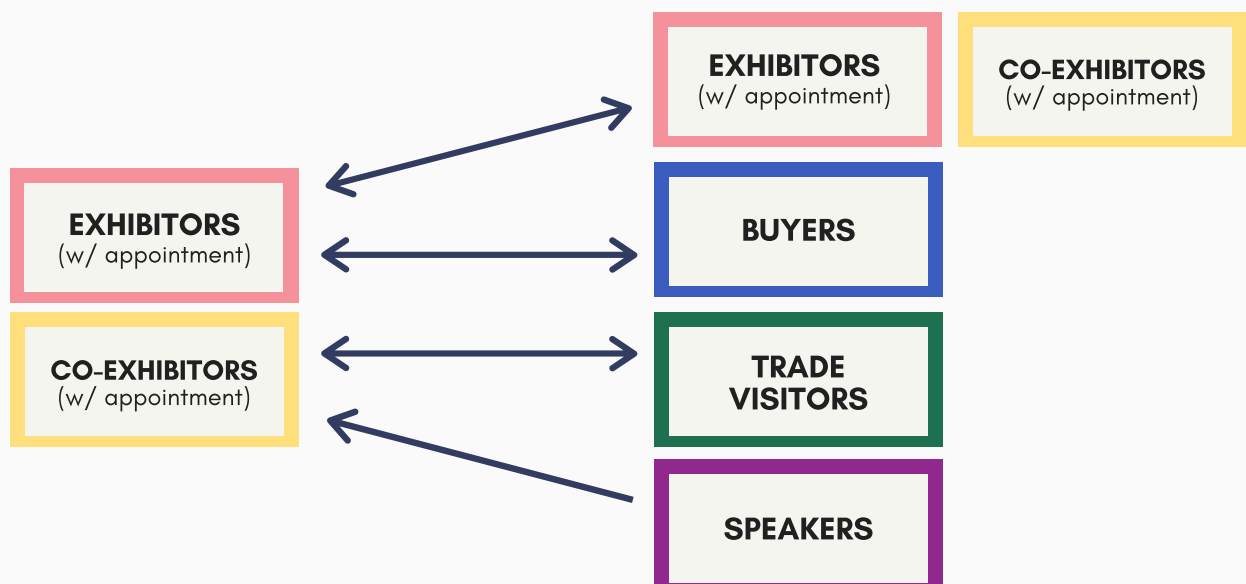 EXHIBITORS
(w/ appointment)
CO-EXHIBITORS
(w/ appointment)
EXHIBITORS
(w/ appointment)
CO-EXHIBITORS
(w/ appointment)
BUYERS
TRADE
VISITORS
SPEAKERS